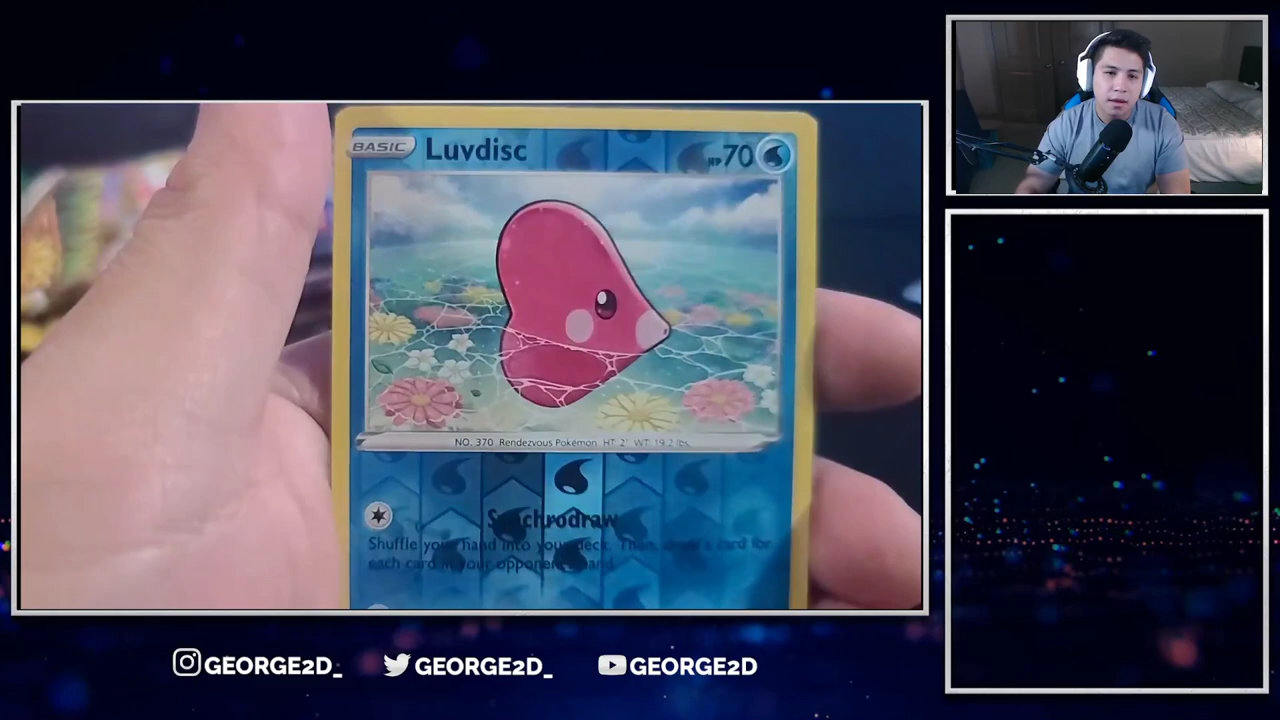 BASIC Luvdisc HP 70
NO. 370 Rendezvous Pokémon HT: 2' WT: 19.2 lbs.
Synchrodraw
Shuffle your hand into your deck. Then, draw a card for
each card in your opponent's hand.
GEORGE2D_ GEORGE2D_ GEORGE2D